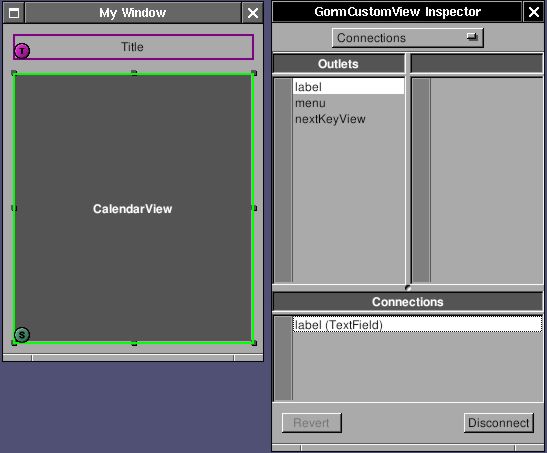 My Window
Title
T
CalendarView
S
GormCustomView Inspector
Connections
Outlets
label
menu
nextKeyView
Connections
label (TextField)
Revert
Disconnect